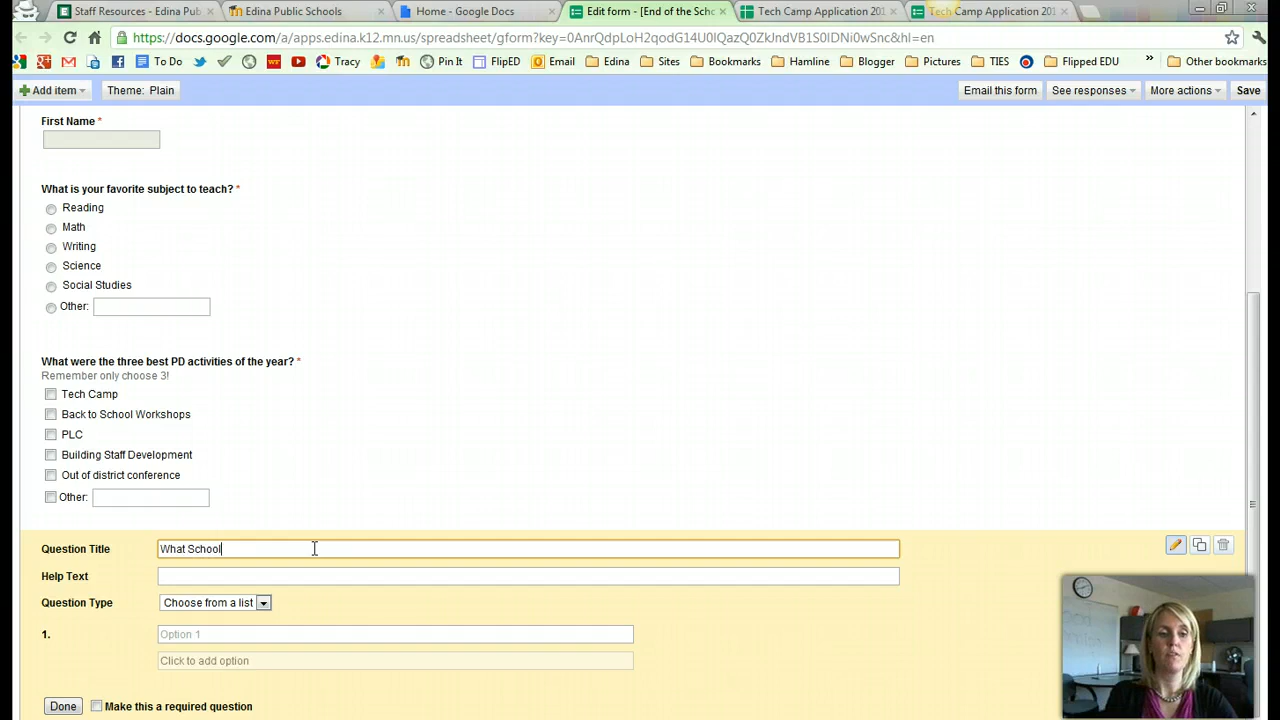 Staff Resources - Edina Pub
Edina Public Schools
Home - Google Docs
Edit form - [End of the Scho
Tech Camp Application 201
Tech Camp Application 201
https://docs.google.com/a/apps.edina.k12.mn.us/spreadsheet/gform?key=0AnrQdpLoH2qodG14U0lQazQ0ZkJndVB1S0lDNi0wSnc&hl=en
To Do
Tracy
Pin It
FlipED
Email
Edina
Sites
Bookmarks
Hamline
Blogger
Pictures
TIES
Flipped EDU
»
Other bookmarks
Add item
Theme: Plain
Email this form
See responses
More actions
Save
First Name *
What is your favorite subject to teach? *
Reading
Math
Writing
Science
Social Studies
Other:
What were the three best PD activities of the year? *
Remember only choose 3!
Tech Camp
Back to School Workshops
PLC
Building Staff Development
Out of district conference
Other:
Question Title
What School
Help Text
Question Type
Choose from a list
1.
Option 1
Click to add option
Done
Make this a required question